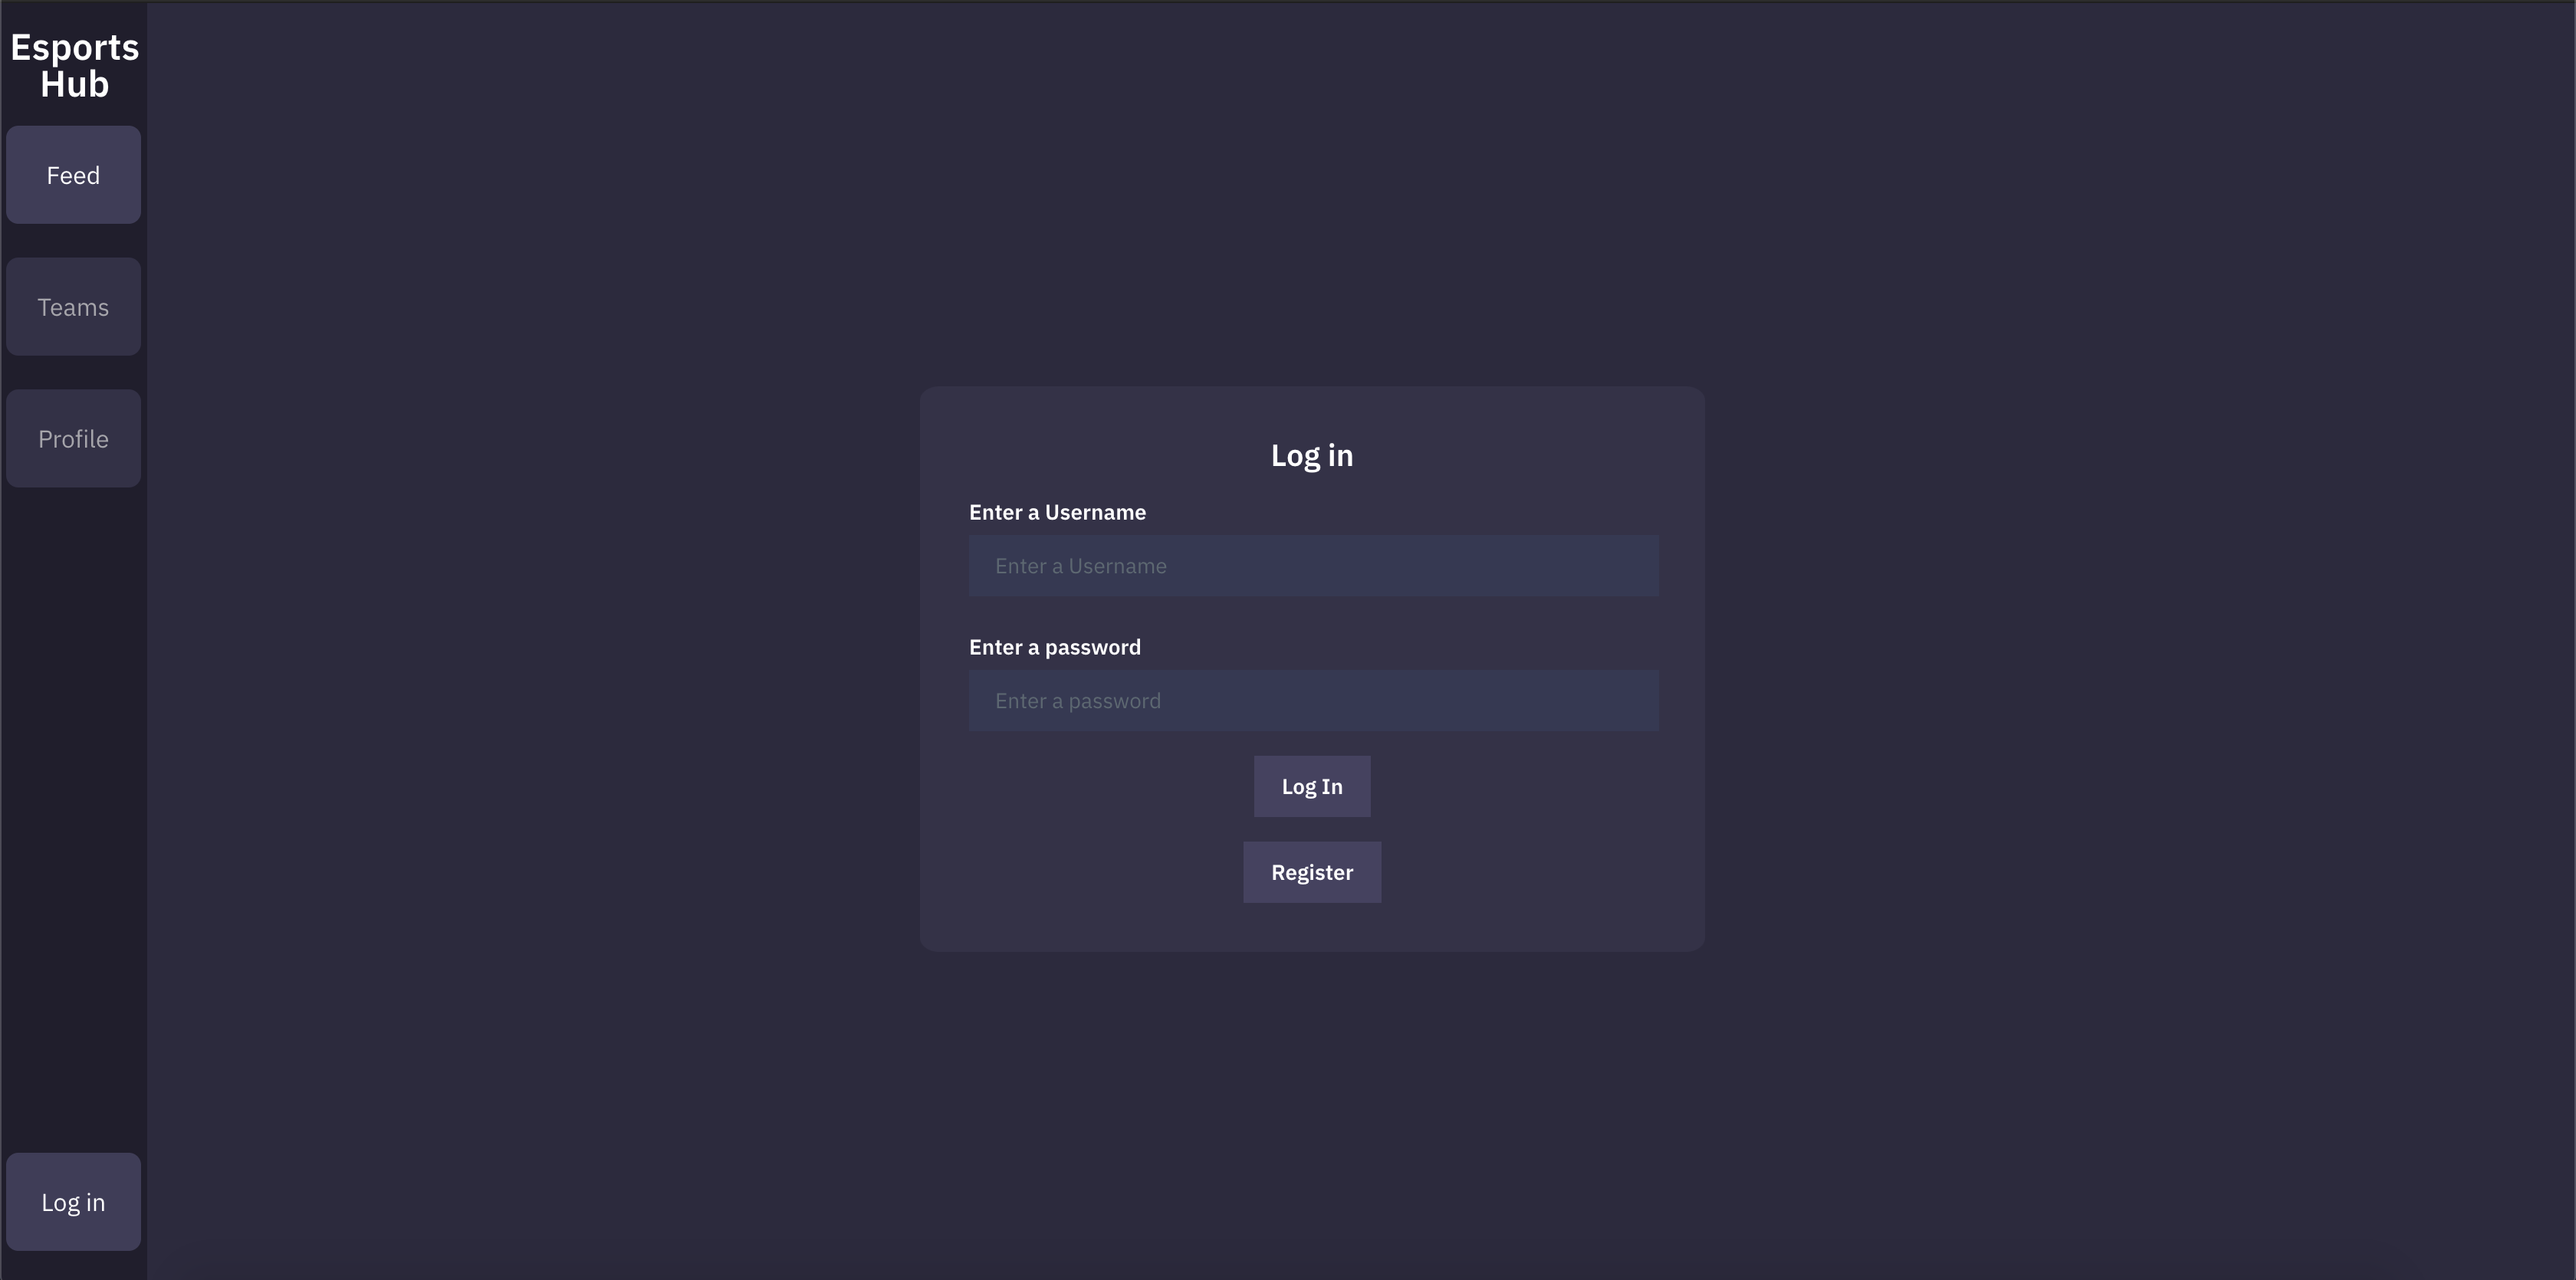 Esports
Hub
Feed
Teams
Profile
Log in
Log in
Enter a Username
Enter a Username
Enter a password
Enter a password
Log In
Register